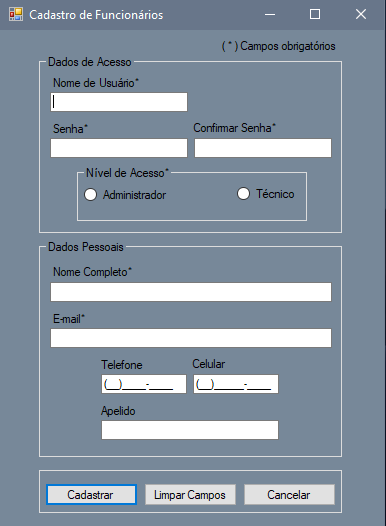 Cadastro de Funcionários
( * ) Campos obrigatórios
Dados de Acesso
Nome de Usuário*
Senha* Confirmar Senha*
Nível de Acesso*
Administrador Técnico
Dados Pessoais
Nome Completo*
E-mail*
Telefone Celular
(__)____-____ (__)_____-____
Apelido
Cadastrar Limpar Campos Cancelar